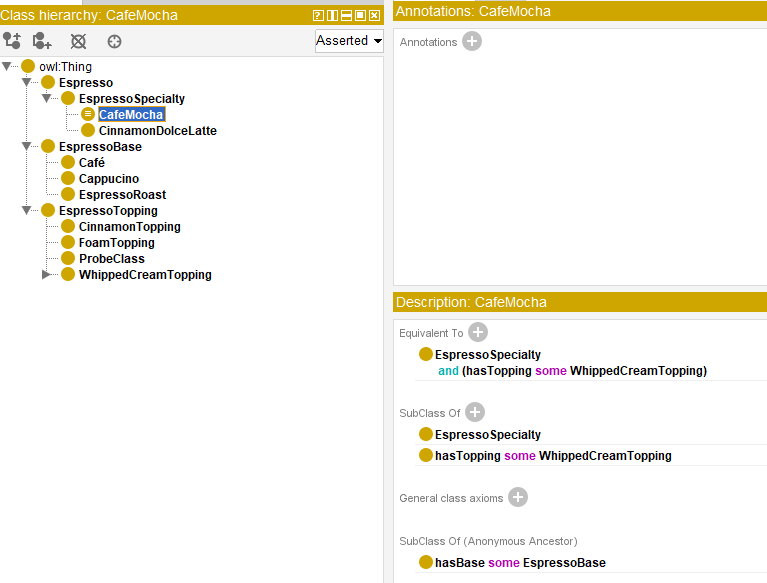 Class hierarchy: CafeMocha
Asserted
owl:Thing
Espresso
EspressoSpecialty
CafeMocha
CinnamonDolceLatte
EspressoBase
Café
Cappucino
EspressoRoast
EspressoTopping
CinnamonTopping
FoamTopping
ProbeClass
WhippedCreamTopping
Annotations: CafeMocha
Annotations
Description: CafeMocha
Equivalent To
EspressoSpecialty
and (hasTopping some WhippedCreamTopping)
SubClass Of
EspressoSpecialty
hasTopping some WhippedCreamTopping
General class axioms
SubClass Of (Anonymous Ancestor)
hasBase some EspressoBase